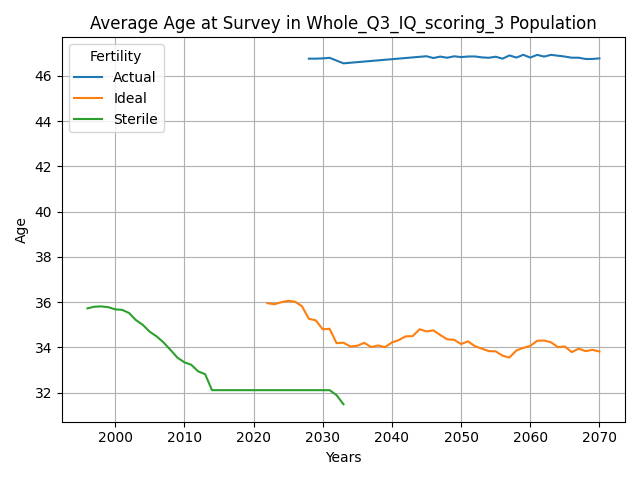 Average Age at Survey in Whole_Q3_IQ_scoring_3 Population
Fertility
Actual
Ideal
Sterile
Age
46
44
42
40
38
36
34
32
2000
2010
2020
2030
2040
2050
2060
2070
Years